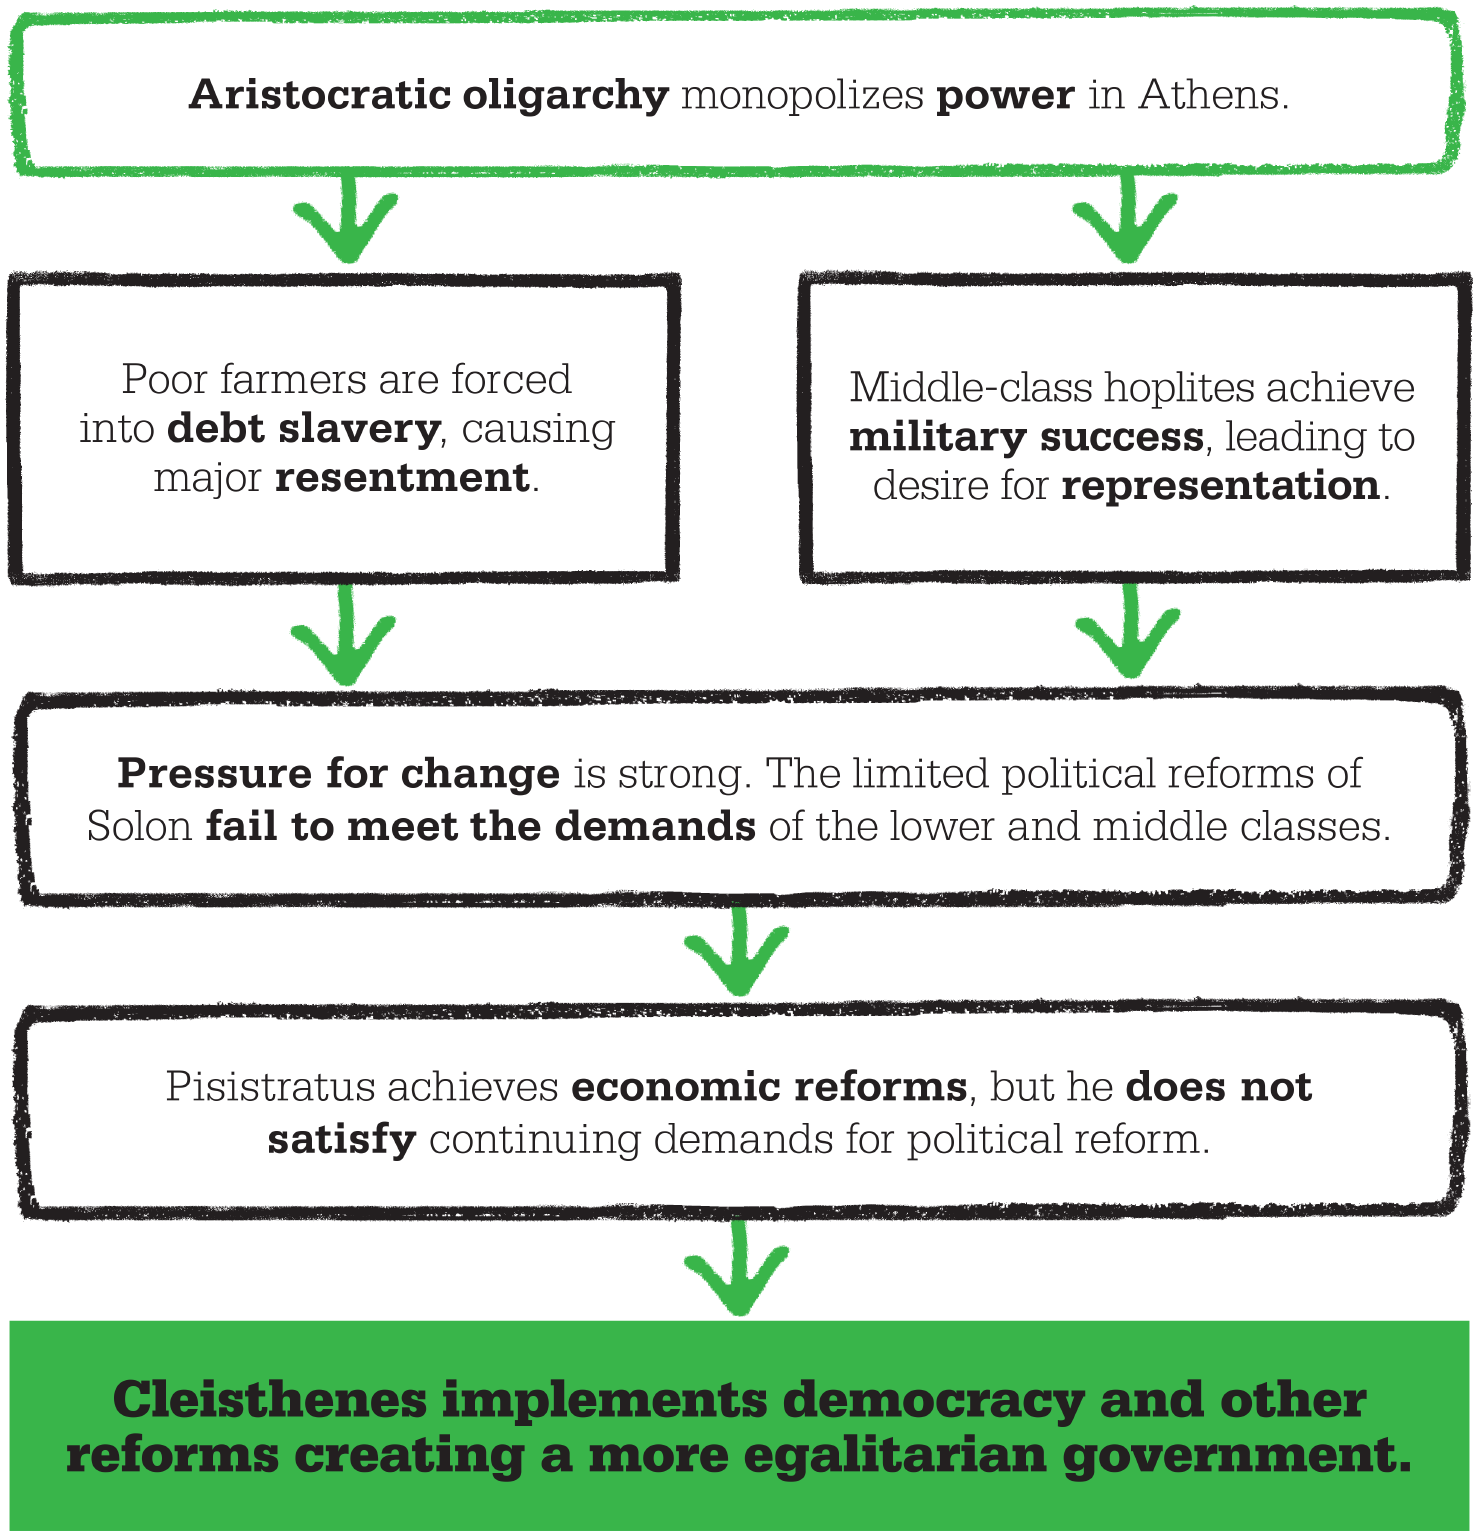 Aristocratic oligarchy monopolizes power in Athens.
Poor farmers are forced
into debt slavery, causing
major resentment.
Middle-class hoplites achieve
military success, leading to
desire for representation.
Pressure for change is strong. The limited political reforms of
Solon fail to meet the demands of the lower and middle classes.
Pisistratus achieves economic reforms, but he does not
satisfy continuing demands for political reform.
Cleisthenes implements democracy and other
reforms creating a more egalitarian government.